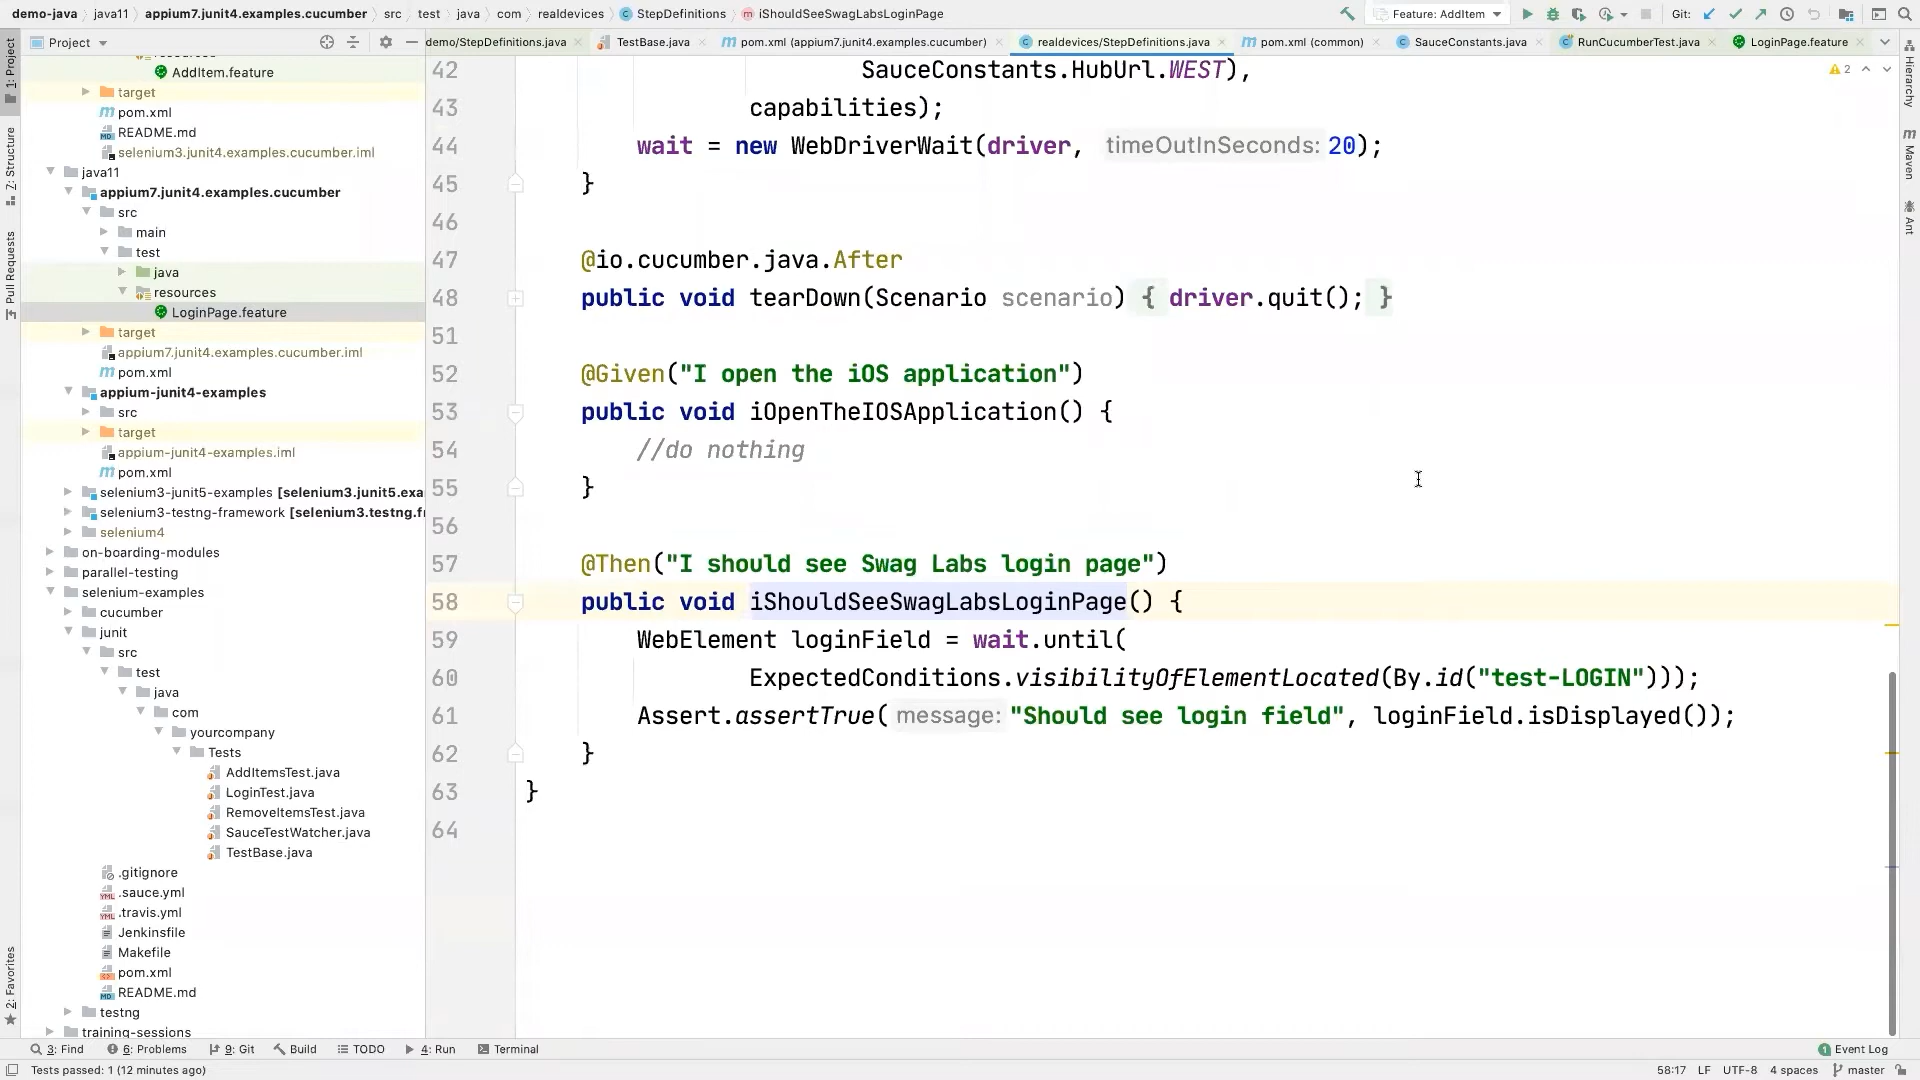 demo-java java11 appium7.junit4.examples.cucumber src test java com realdevices StepDefinitions iShouldSeeSwagLabsLoginPage Feature: AddItem Git:
Project
demo/StepDefinitions.java TestBase.java pom.xml (appium7.junit4.examples.cucumber) realdevices/StepDefinitions.java pom.xml (common) SauceConstants.java RunCucumberTest.java LoginPage.feature
1: Project
Z: Structure
Pull Requests
2: Favorites
AddItem.feature
target
pom.xml
README.md
selenium3.junit4.examples.cucumber.iml
java11
appium7.junit4.examples.cucumber
src
main
test
java
resources
LoginPage.feature
target
appium7.junit4.examples.cucumber.iml
pom.xml
appium-junit4-examples
src
target
appium-junit4-examples.iml
pom.xml
selenium3-junit5-examples [selenium3.junit5.exa
selenium3-testng-framework [selenium3.testng.f
selenium4
on-boarding-modules
parallel-testing
selenium-examples
cucumber
junit
src
test
java
com
yourcompany
Tests
AddItemsTest.java
LoginTest.java
RemoveItemsTest.java
SauceTestWatcher.java
TestBase.java
.gitignore
.sauce.yml
.travis.yml
Jenkinsfile
Makefile
pom.xml
README.md
testng
training-sessions
42 SauceConstants.HubUrl.WEST),
43 capabilities);
44 wait = new WebDriverWait(driver, timeOutInSeconds: 20);
45 }
46
47 @io.cucumber.java.After
48 public void tearDown(Scenario scenario) { driver.quit(); }
51
52 @Given("I open the iOS application")
53 public void iOpenTheIOSApplication() {
54 //do nothing
55 }
56
57 @Then("I should see Swag Labs login page")
58 public void iShouldSeeSwagLabsLoginPage() {
59 WebElement loginField = wait.until(
60 ExpectedConditions.visibilityOfElementLocated(By.id("test-LOGIN")));
61 Assert.assertTrue( message: "Should see login field", loginField.isDisplayed());
62 }
63 }
64
2
Hierarchy
m Maven
Ant
3: Find 6: Problems 9: Git Build TODO 4: Run Terminal 1 Event Log
Tests passed: 1 (12 minutes ago) 58:17 LF UTF-8 4 spaces master